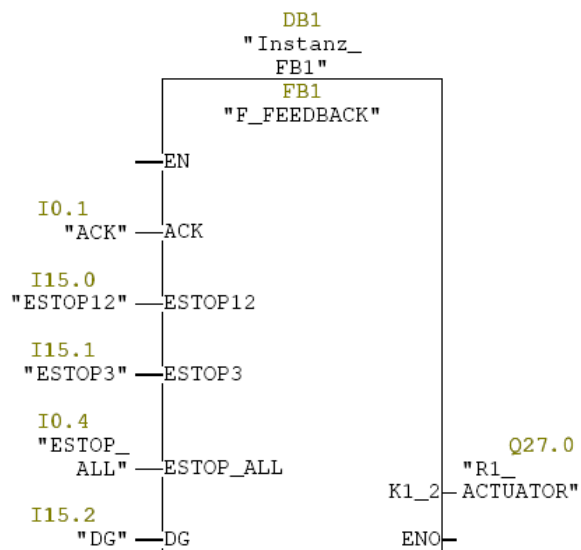 DB1
"Instanz_
FB1"
FB1
"F_FEEDBACK"
EN
I0.1
"ACK" ACK
I15.0
"ESTOP12" ESTOP12
I15.1
"ESTOP3" ESTOP3
I0.4
"ESTOP_
ALL" ESTOP_ALL
Q27.0
"R1_
K1_2 ACTUATOR"
I15.2
"DG" DG
ENO